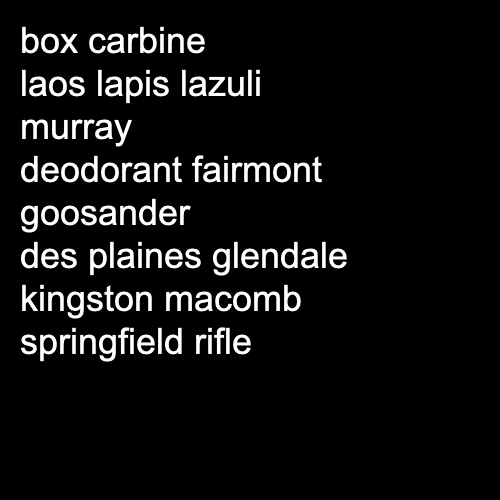 box carbine
laos lapis lazuli
murray
deodorant fairmont
goosander
des plaines glendale
kingston macomb
springfield rifle